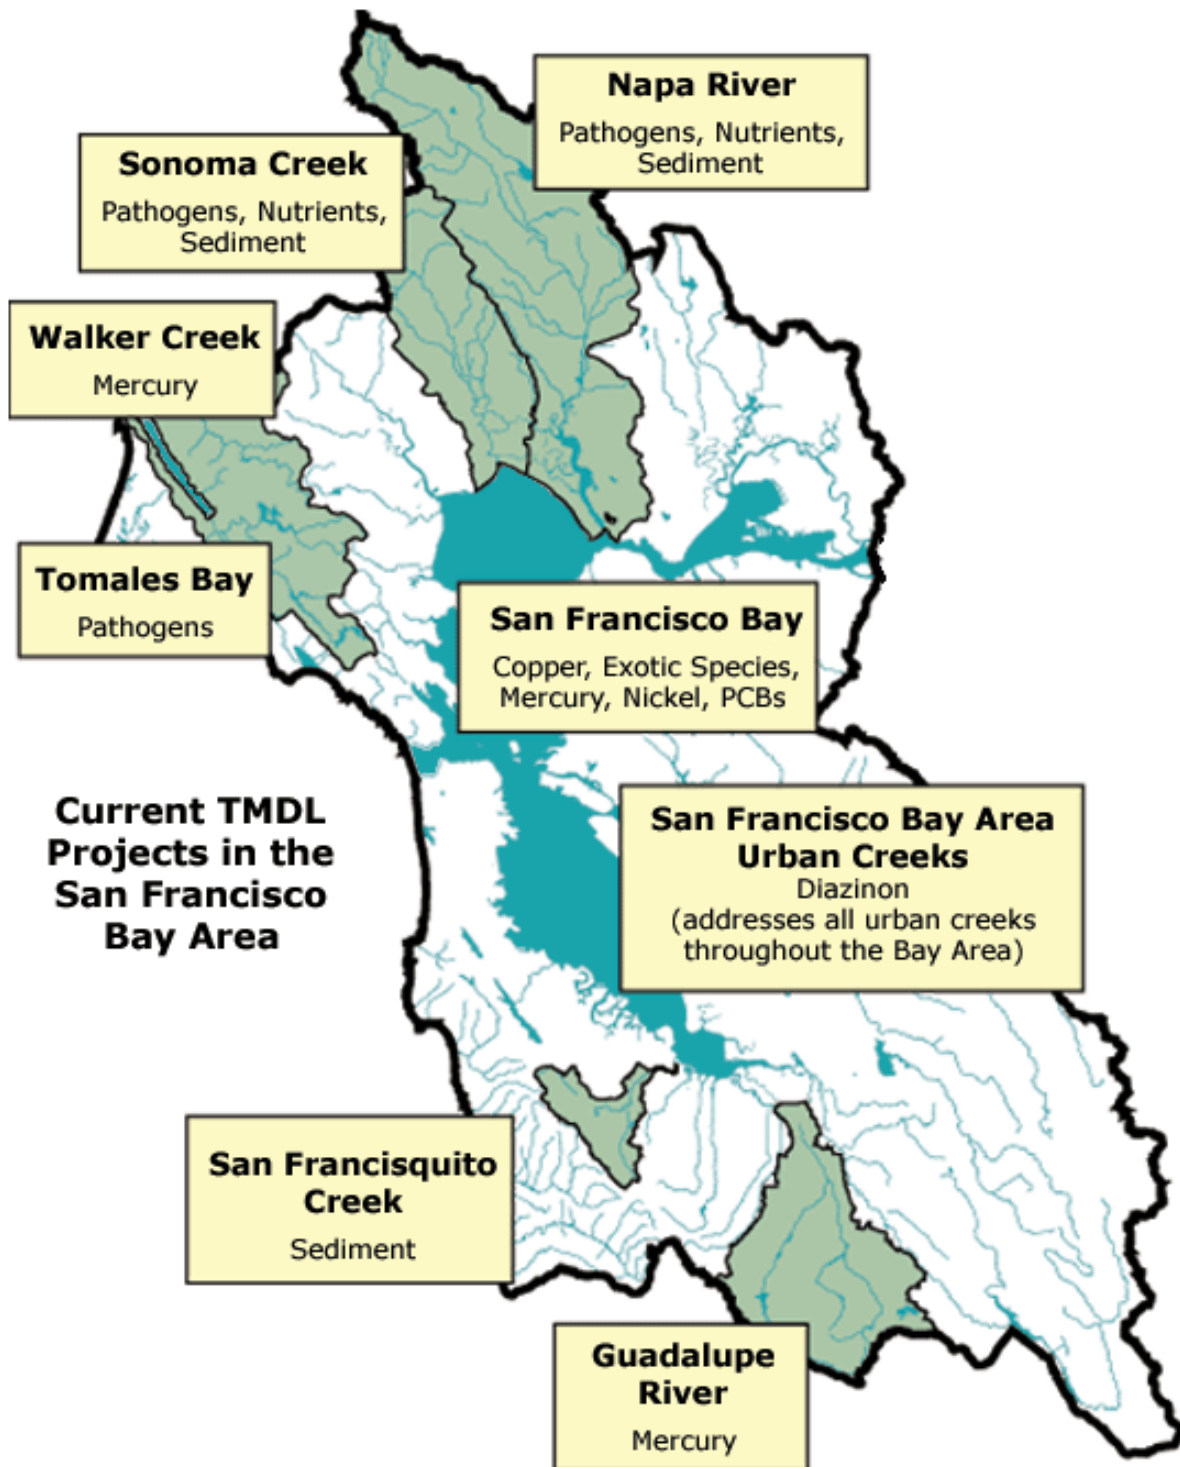 Napa River
Pathogens, Nutrients,
Sediment
Sonoma Creek
Pathogens, Nutrients,
Sediment
Walker Creek
Mercury
Tomales Bay
Pathogens
San Francisco Bay
Copper, Exotic Species,
Mercury, Nickel, PCBs
Current TMDL
Projects in the
San Francisco
Bay Area
San Francisco Bay Area
Urban Creeks
Diazinon
(addresses all urban creeks
throughout the Bay Area)
San Francisquito
Creek
Sediment
Guadalupe
River
Mercury